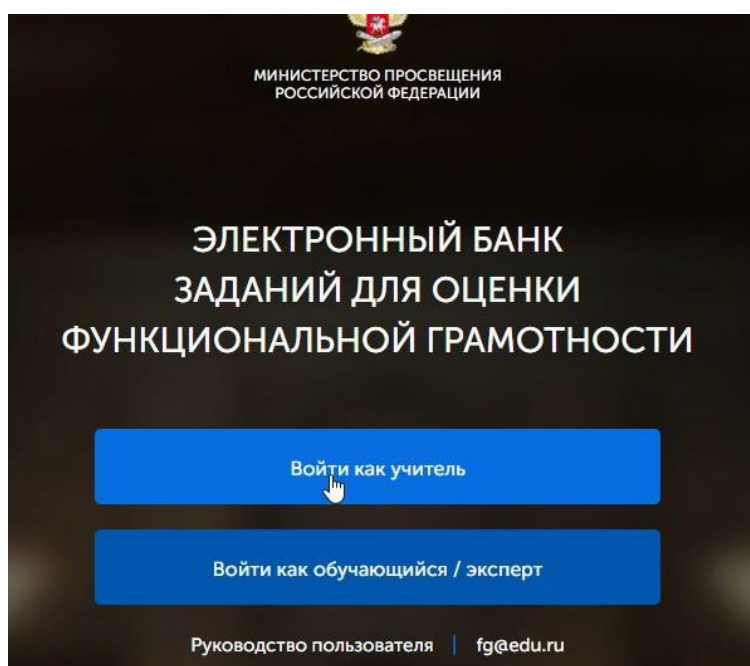 МИНИСТЕРСТВО ПРОСВЕЩЕНИЯ
РОССИЙСКОЙ ФЕДЕРАЦИИ
ЭЛЕКТРОННЫЙ БАНК
ЗАДАНИЙ ДЛЯ ОЦЕНКИ
ФУНКЦИОНАЛЬНОЙ ГРАМОТНОСТИ
Войти как учитель
Войти как обучающийся / эксперт
Руководство пользователя | fg@edu.ru